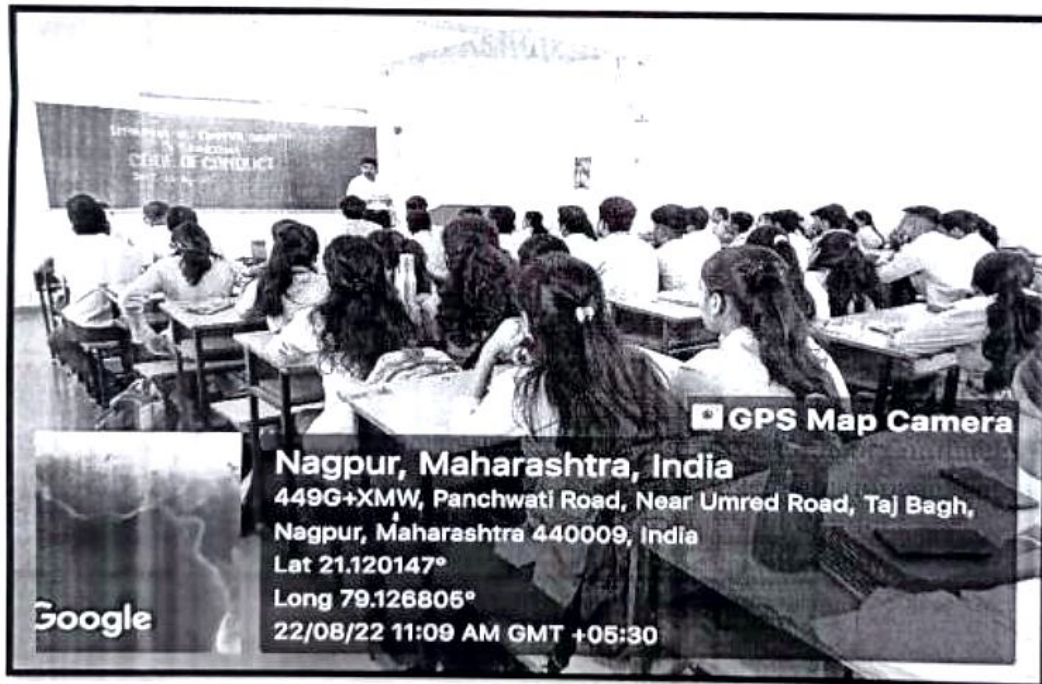 CODE OF CONDUCT
GPS Map Camera
Nagpur, Maharashtra, India
449G+XMW, Panchwati Road, Near Umred Road, Taj Bagh,
Nagpur, Maharashtra 440009, India
Lat 21.120147°
Long 79.126805°
22/08/22 11:09 AM GMT +05:30
Google